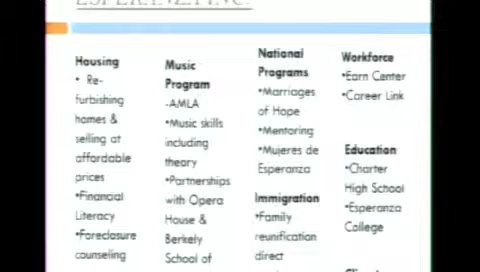 ESPERANZA INC.
Housing
• Re-
furbishing
homes &
selling at
affordable
prices
•Financial
Literacy
•Foreclosure
counseling
Music
Program
-AMLA
•Music skills
including
theory
•Partnerships
with Opera
House &
Berkely
School of
National
Programs
•Marriages
of Hope
•Mentoring
•Mujeres de
Esperanza
Immigration
•Family
reunification
direct
Workforce
•Earn Center
•Career Link
Education
•Charter
High School
•Esperanza
College